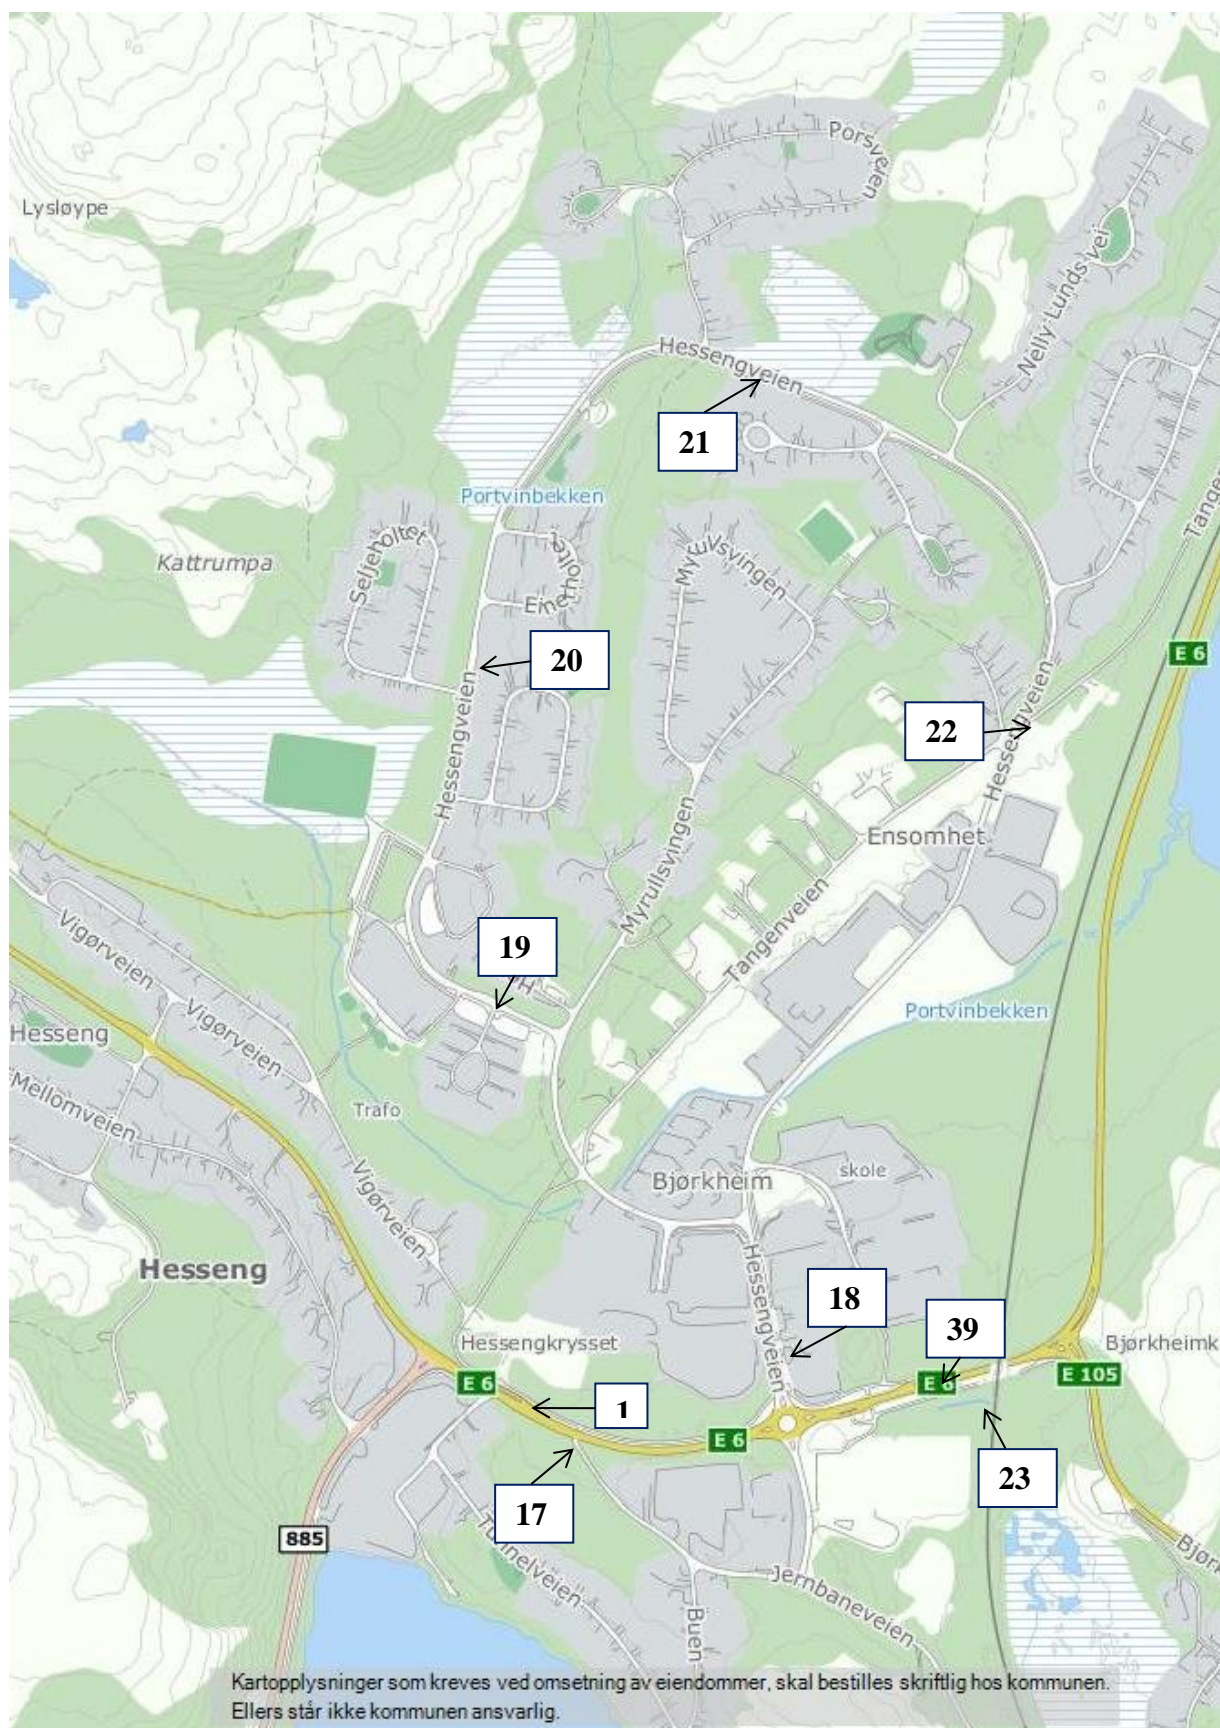 Porsveien
Lysløype
Nelly Lunds vei
Hessengveien
21
Portvinbekken
Tange
Seljeholtet
Myrullsvingen
Kattrumpa
Einerholtet
20
E 6
Hessengveien
22
Hessengveien
Ensomhet
Myrullsvingen
Tangenveien
19
H
Vigørveien
Vigørveien
Portvinbekken
Hesseng
Mellomveien
Trafo
Vigørveien
Bjørkheim
skole
Hesseng
Hessengveien
18
39
Hessengkrysset
Bjørkheimk
E 6
E 6
E 105
1
E 6
23
17
885
Tunnelveien
Jernbaneveien
Bjørk
Buen
Kartopplysninger som kreves ved omsetning av eiendommer, skal bestilles skriftlig hos kommunen.
Ellers står ikke kommunen ansvarlig.